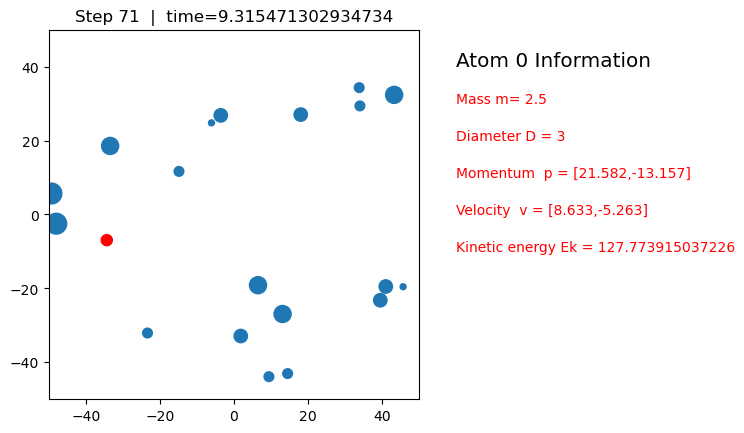 Step 71 | time=9.315471302934734
Atom 0 Information
Mass m= 2.5
Diameter D = 3
Momentum  p = [21.582,-13.157]
Velocity  v = [8.633,-5.263]
Kinetic energy Ek = 127.773915037226
40
20
0
−20
−40
−40 −20 0 20 40